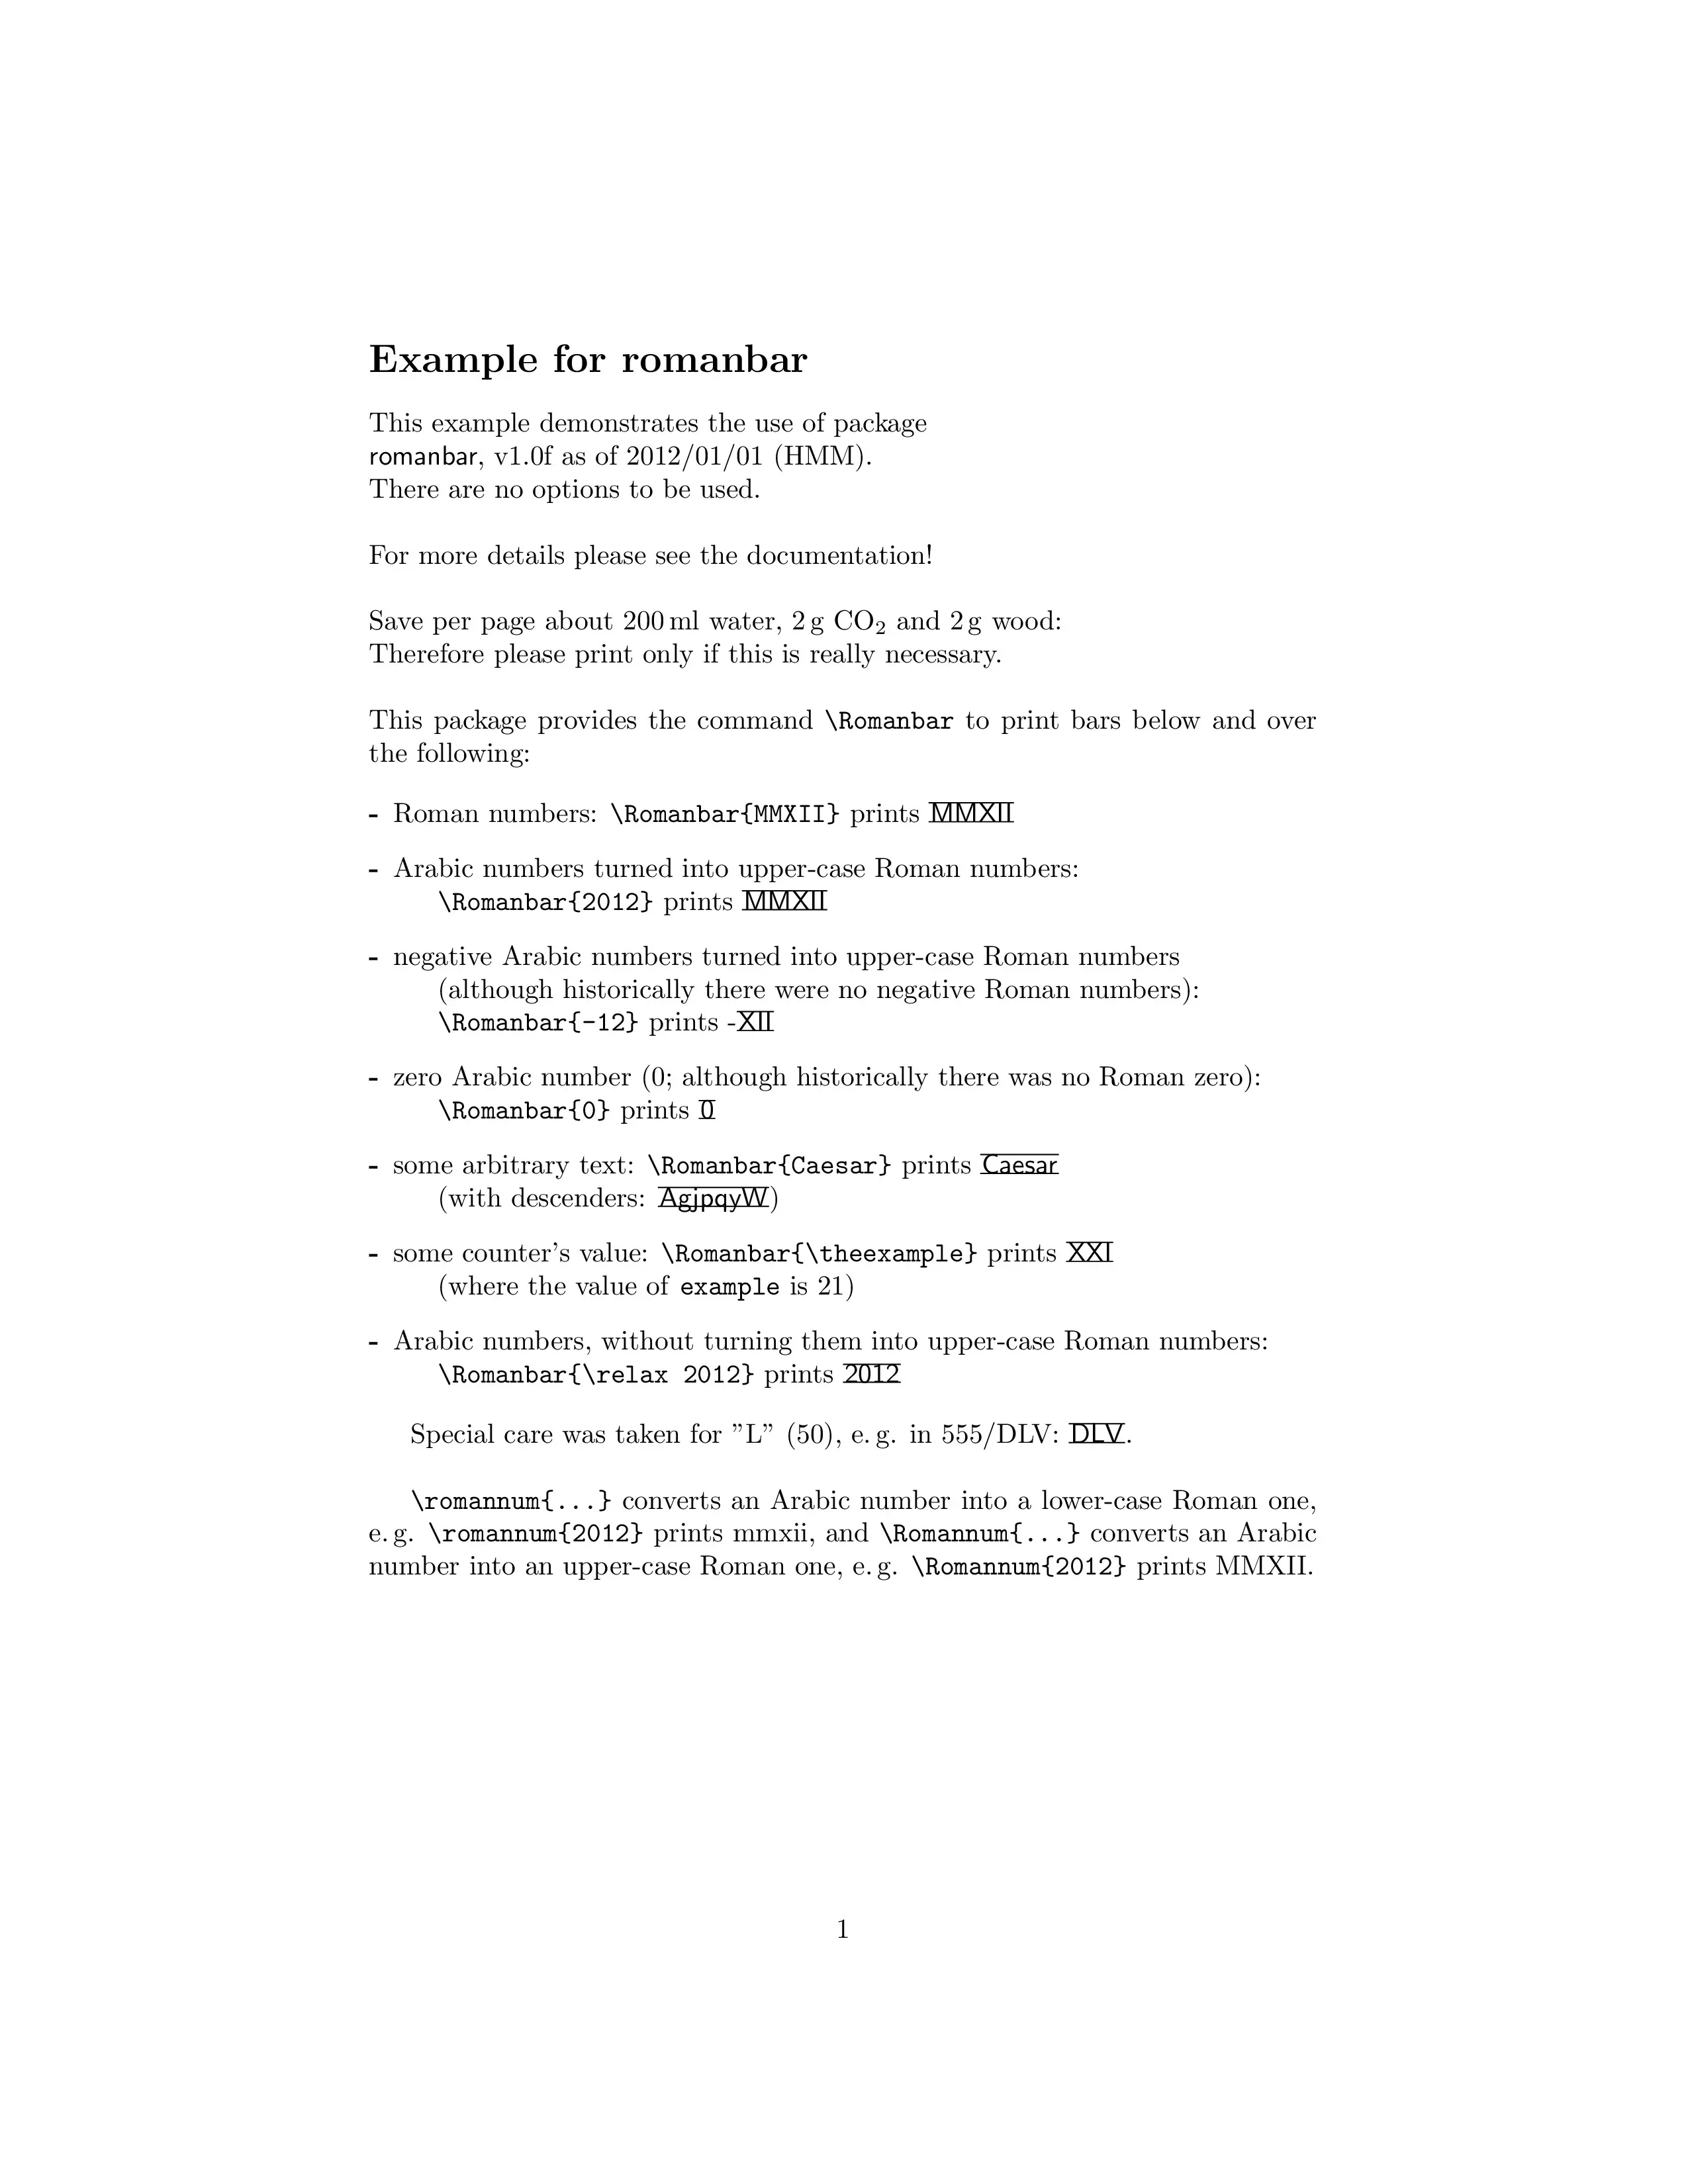 Example for romanbar
This example demonstrates the use of package
romanbar, v1.0f as of 2012/01/01 (HMM).
There are no options to be used.
For more details please see the documentation!
Save per page about 200 ml water, 2 g CO₂ and 2 g wood:
Therefore please print only if this is really necessary.
This package provides the command \Romanbar to print bars below and over
the following:
- Roman numbers: \Romanbar{MMXII} prints MMXII
- Arabic numbers turned into upper-case Roman numbers:
\Romanbar{2012} prints MMXII
- negative Arabic numbers turned into upper-case Roman numbers
(although historically there were no negative Roman numbers):
\Romanbar{-12} prints -XII
- zero Arabic number (0; although historically there was no Roman zero):
\Romanbar{0} prints 0
- some arbitrary text: \Romanbar{Caesar} prints Caesar
(with descenders: AgjpqyW)
- some counter's value: \Romanbar{\theexample} prints XXI
(where the value of example is 21)
- Arabic numbers, without turning them into upper-case Roman numbers:
\Romanbar{\relax 2012} prints 2012
Special care was taken for ”L” (50), e. g. in 555/DLV: DLV.
\romannum{...} converts an Arabic number into a lower-case Roman one,
e. g. \romannum{2012} prints mmxii, and \Romannum{...} converts an Arabic
number into an upper-case Roman one, e. g. \Romannum{2012} prints MMXII.
1